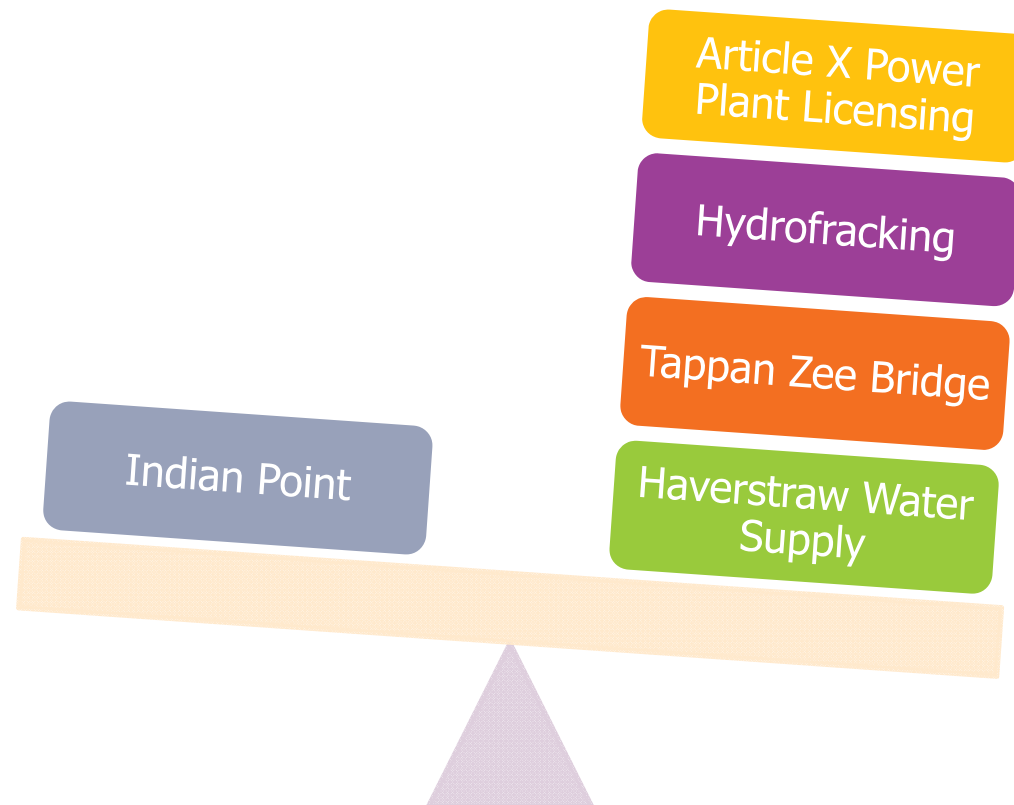 Article X Power
Plant Licensing
Hydrofracking
Tappan Zee Bridge
Indian Point
Haverstraw Water
Supply